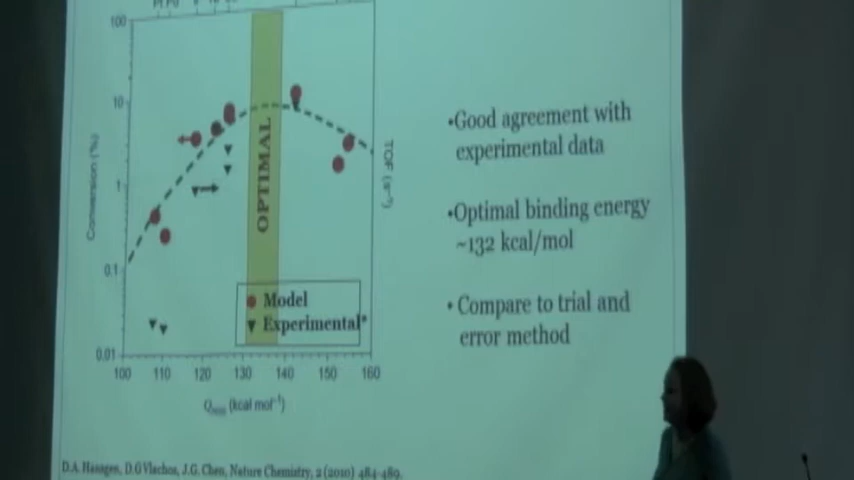 100
10
1
0.1
0.01
Conversion (%)
OPTIMAL
Model
Experimental*
100 110 120 130 140 150 160
(kcal mol⁻¹)
TOF (s⁻¹)
•Good agreement with
experimental data
•Optimal binding energy
~132 kcal/mol
• Compare to trial and
error method
D.A. Hansgen, D.G Vlachos, J.G. Chen, Nature Chemistry, 2 (2010) 484-489.